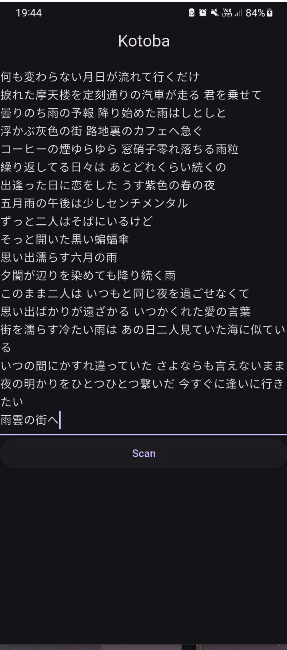 19:44
84%
Kotoba
何も変わらない月日が流れて行くだけ
捩れた摩天楼を定刻通りの汽車が走る 君を乗せて
曇りのち雨の予報 降り始めた雨はしとしと
浮かぶ灰色の街 路地裏のカフェへ急ぐ
コーヒーの煙ゆらゆら 窓硝子零れ落ちる雨粒
繰り返してる日々は あとどれくらい続くの
出逢った日に恋をした うす紫色の春の夜
五月雨の午後は少しセンチメンタル
ずっと二人はそばにいるけど
そっと開いた黒い蝙蝠傘
思い出濡らす六月の雨
夕闇が辺りを染めても降り続く雨
このまま二人は いつもと同じ夜を過ごせなくて
思い出ばかりが遠ざかる いつかくれた愛の言葉
街を濡らす冷たい雨は あの日二人見ていた海に似てい
る
いつの間にかすれ違っていた さよならも言えないまま
夜の明かりをひとつひとつ繋いだ 今すぐに逢いに行き
たい
雨雲の街へ
Scan